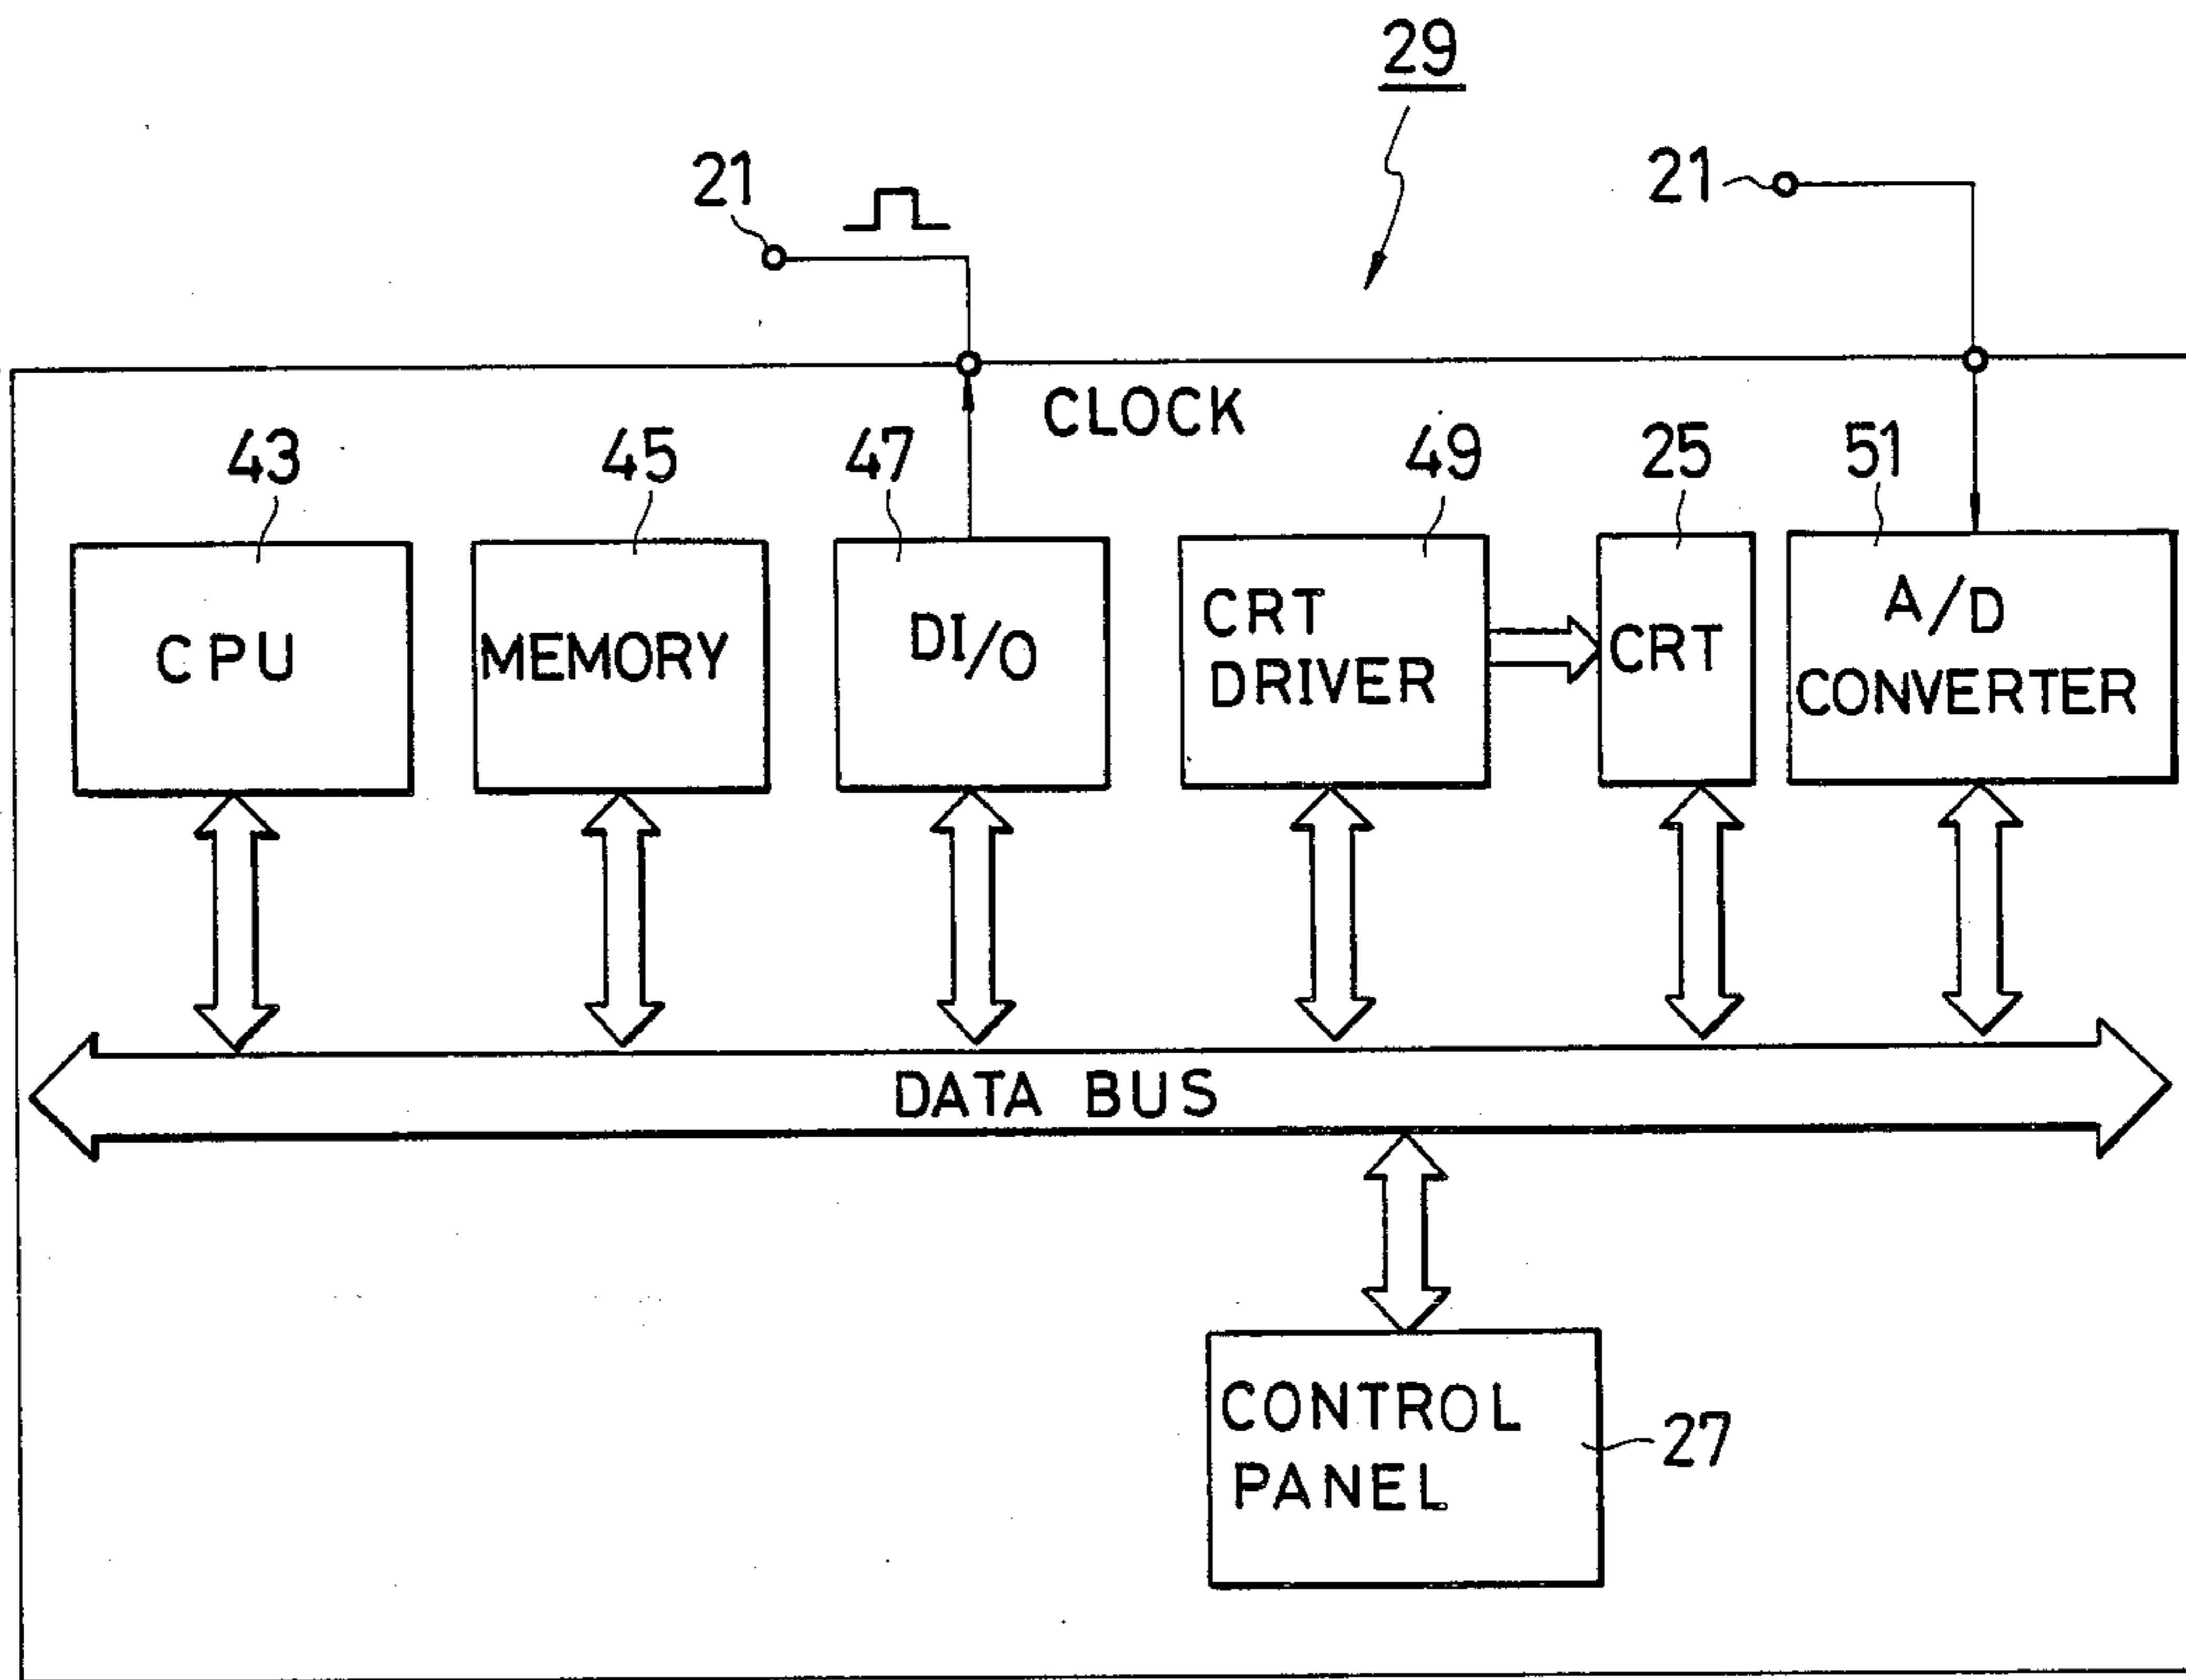 29
21
21
CLOCK
43
45
47
49
25
51
CPU
MEMORY
DI/O
CRT
DRIVER
CRT
A/D
CONVERTER
DATA BUS
CONTROL
PANEL
27